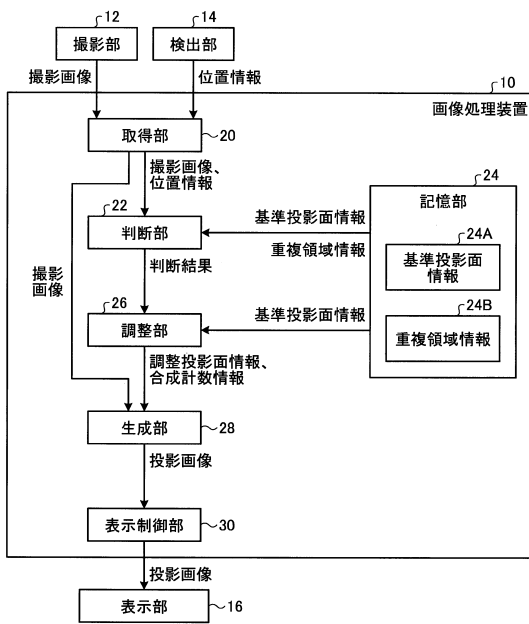 12
撮影部
14
検出部
撮影画像
位置情報
10
画像処理装置
取得部
20
撮影画像、
位置情報
24
記憶部
22
判断部
基準投影面情報
重複領域情報
24A
基準投影面
情報
撮影
画像
判断結果
24B
重複領域情報
26
調整部
基準投影面情報
調整投影面情報、
合成計数情報
生成部
28
投影画像
表示制御部
30
投影画像
表示部
16